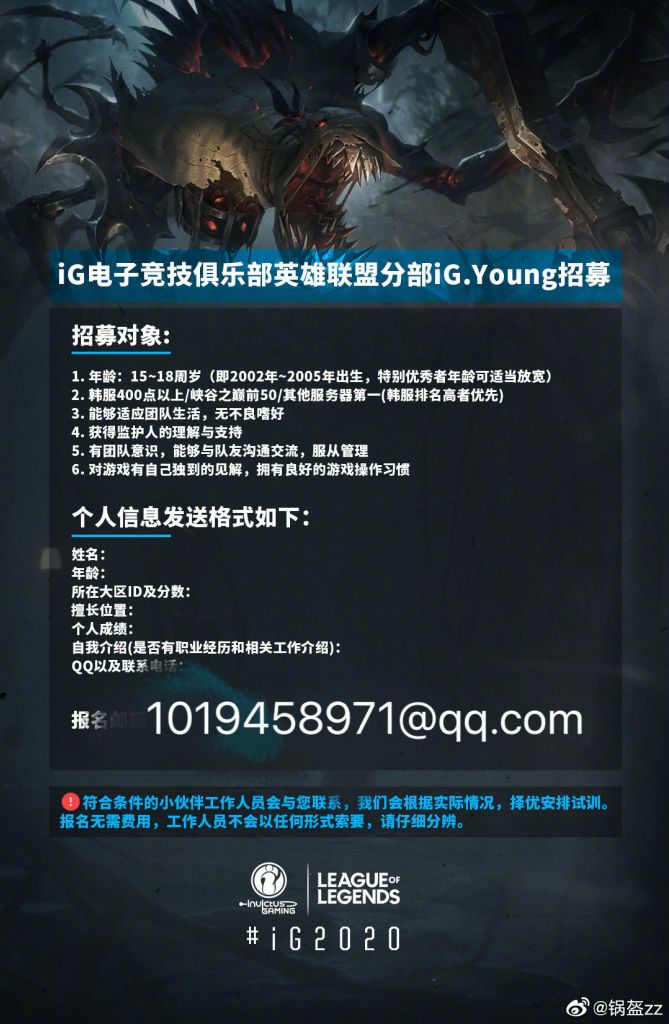 iG电子竞技俱乐部英雄联盟分部iG.Young招募
招募对象:
1. 年龄：15~18周岁（即2002年~2005年出生，特别优秀者年龄可适当放宽）
2. 韩服400点以上/峡谷之巅前50/其他服务器第一(韩服排名高者优先)
3. 能够适应团队生活，无不良嗜好
4. 获得监护人的理解与支持
5. 有团队意识，能够与队友沟通交流，服从管理
6. 对游戏有自己独到的见解，拥有良好的游戏操作习惯
个人信息发送格式如下：
姓名：
年龄：
所在大区ID及分数：
擅长位置：
个人成绩：
自我介绍(是否有职业经历和相关工作介绍)：
QQ以及联系电话：
报名邮箱1019458971@qq.com
! 符合条件的小伙伴工作人员会与您联系，我们会根据实际情况，择优安排试训。
报名无需费用，工作人员不会以任何形式索要，请仔细分辨。
INVICTUS
GAMING
LEAGUE OF
LEGENDS
#iG2020
@锅盔zz